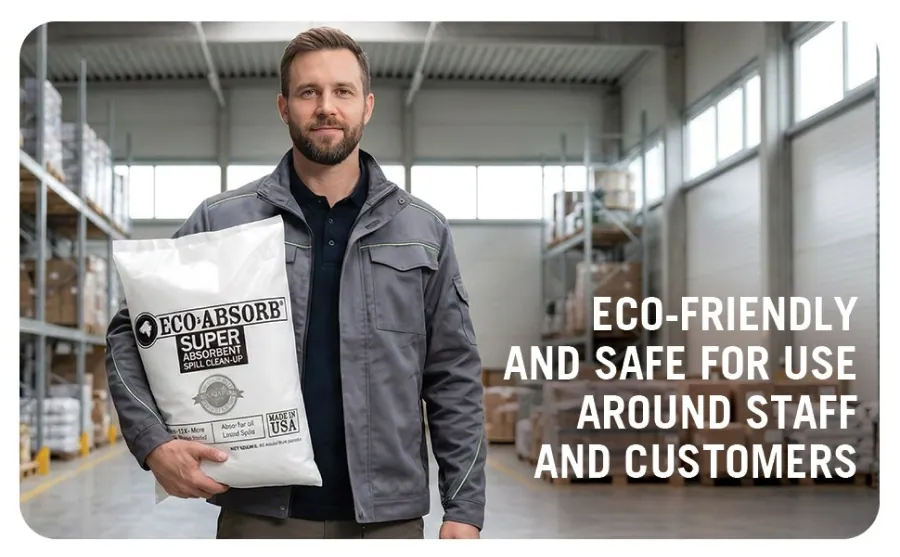 ECO-ABSORB®
SUPER
ABSORBENT
SPILL CLEAN-UP
MADE IN
USA
ECO-FRIENDLY
AND SAFE FOR USE
AROUND STAFF
AND CUSTOMERS